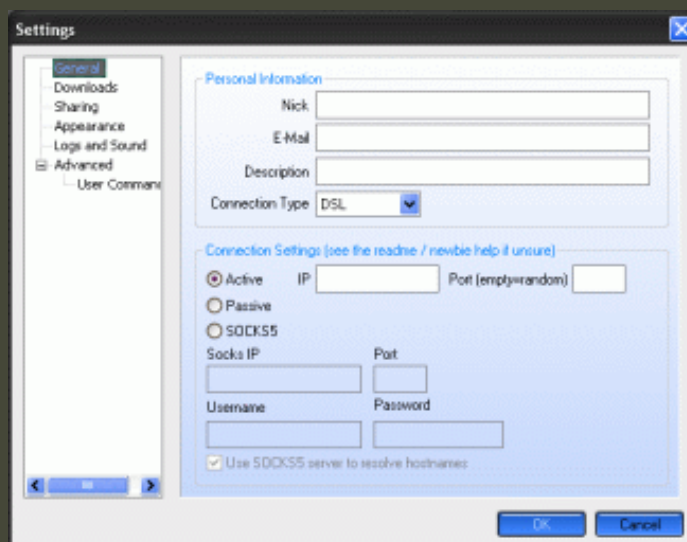 Settings
General
Downloads
Sharing
Appearance
Logs and Sound
Advanced
User Comman
Personal Information
Nick
E-Mail
Description
Connection Type DSL
Connection Settings (see the readme / newbie help if unsure)
Active IP Port (empty=random)
Passive
SOCKS5
Socks IP Port
Username Password
Use SOCKS5 server to resolve hostnames
OK Cancel